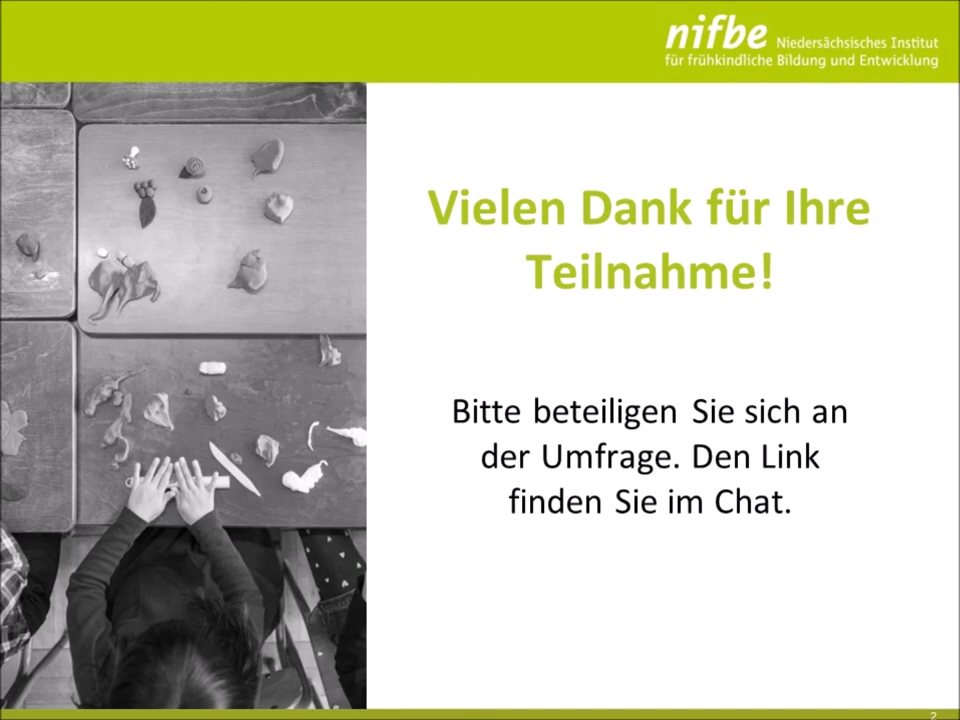 nifbe Niedersächsisches Institut
für frühkindliche Bildung und Entwicklung
Vielen Dank für Ihre
Teilnahme!
Bitte beteiligen Sie sich an
der Umfrage. Den Link
finden Sie im Chat.
2